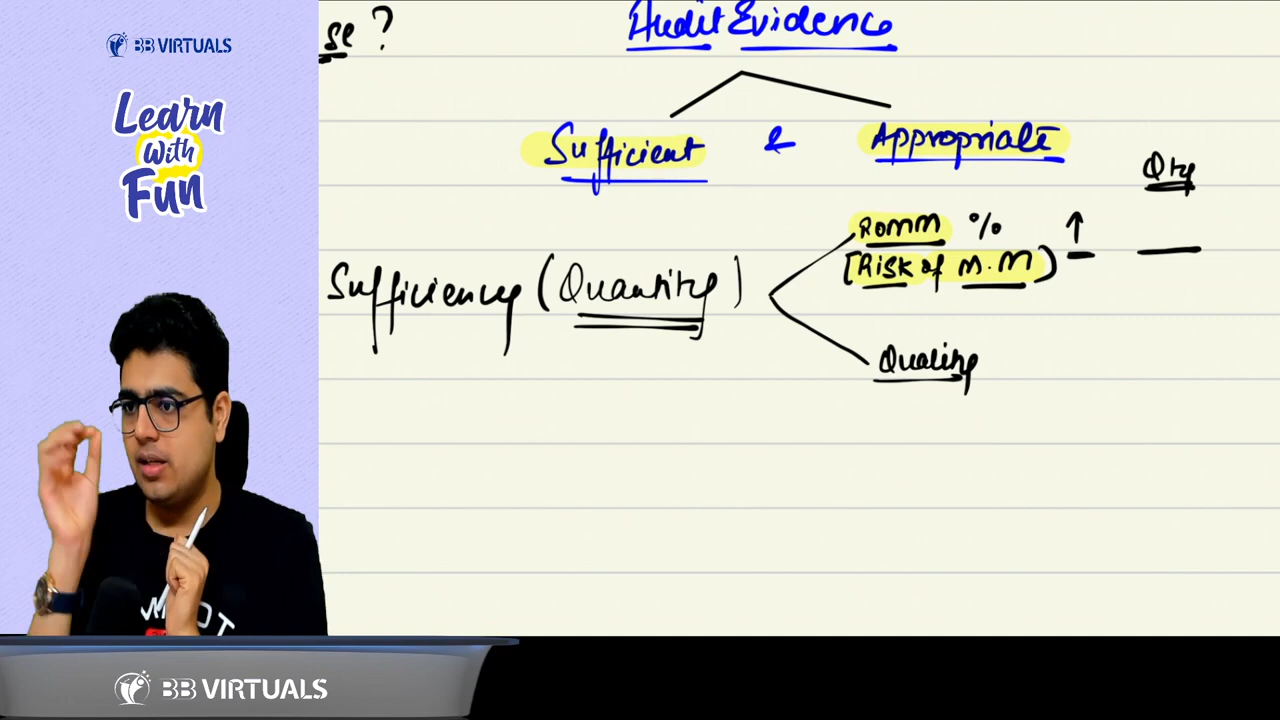 BB VIRTUALS
Learn
With
Fun
se ?
Audit Evidence
Sufficient & Appropriate
Qty
ROMM % ↑ —
[Risk of M.M)
Sufficiency (Quantity)
Quality
BB VIRTUALS